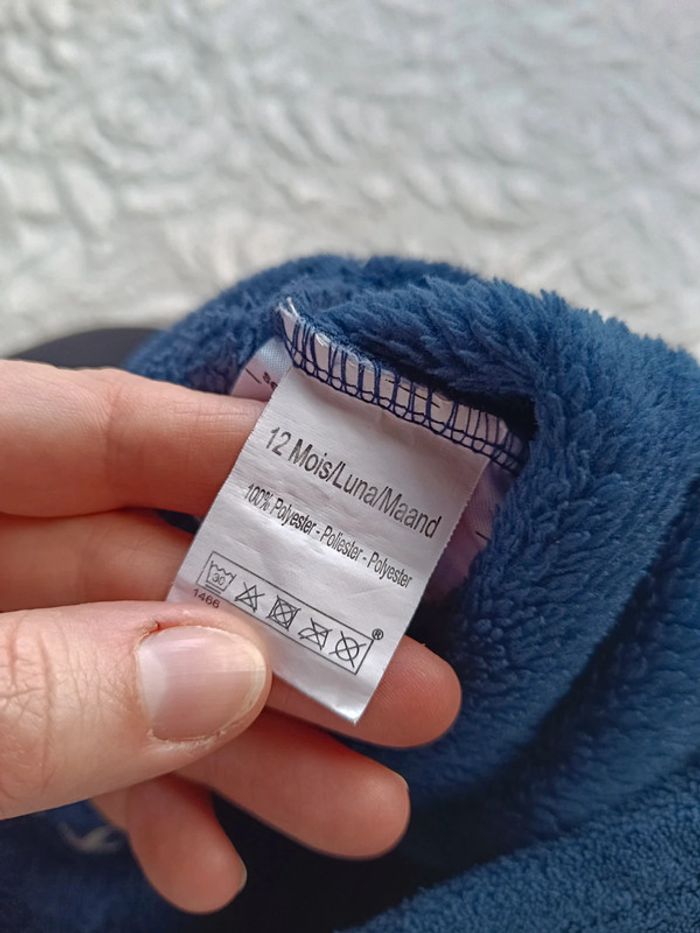 12 Mois/Luna/Maand
100% Polyester - Poliester - Polyester
30
®
1466